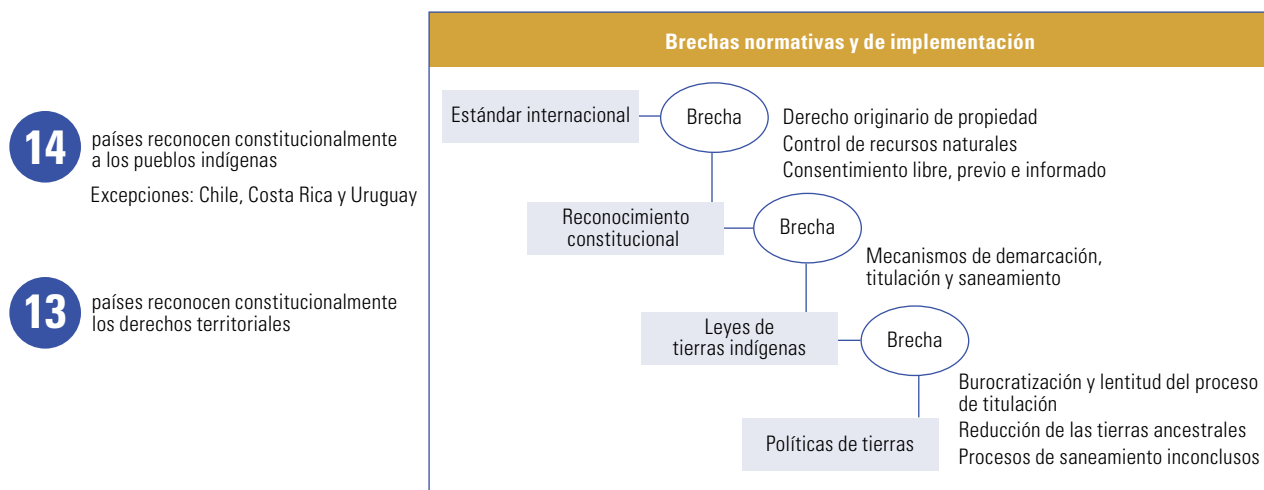 14
países reconocen constitucionalmente
a los pueblos indígenas
Excepciones: Chile, Costa Rica y Uruguay
13
países reconocen constitucionalmente
los derechos territoriales
Brechas normativas y de implementación
Estándar internacional
Brecha
Derecho originario de propiedad
Control de recursos naturales
Consentimiento libre, previo e informado
Reconocimiento
constitucional
Brecha
Mecanismos de demarcación,
titulación y saneamiento
Leyes de
tierras indígenas
Brecha
Burocratización y lentitud del proceso
de titulación
Reducción de las tierras ancestrales
Procesos de saneamiento inconclusos
Políticas de tierras